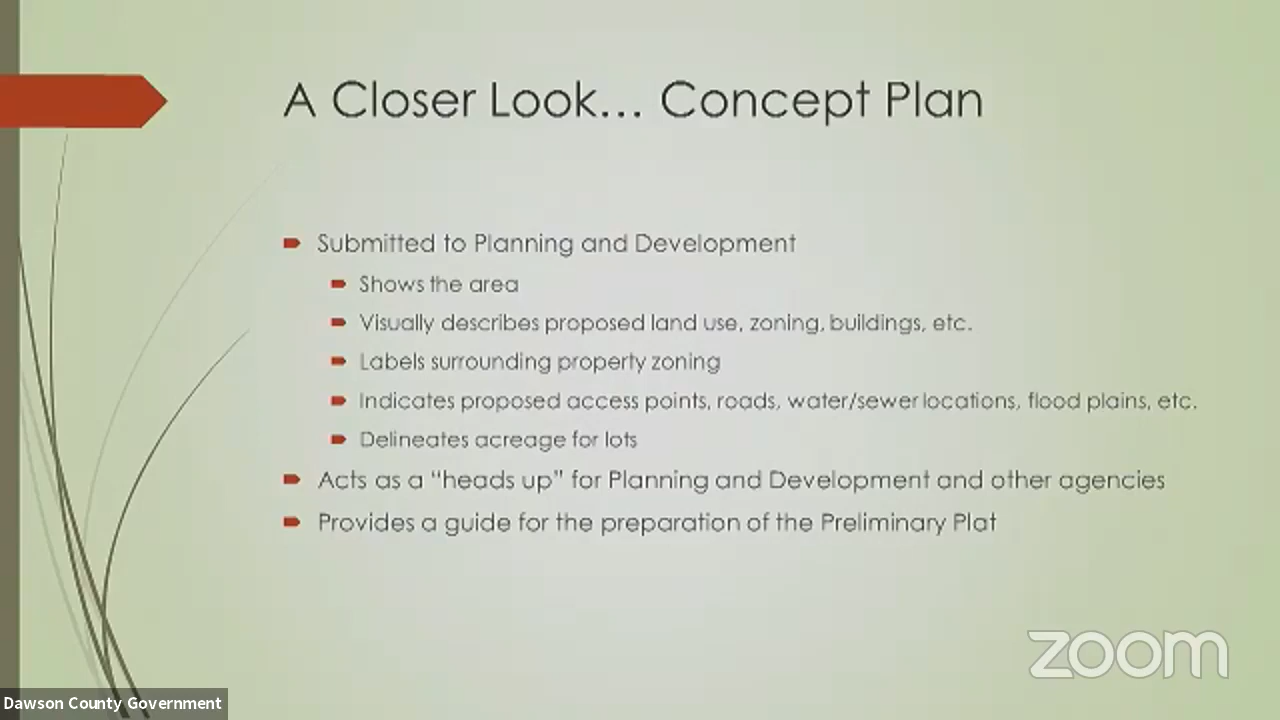 A Closer Look... Concept Plan
Submitted to Planning and Development
Shows the area
Visually describes proposed land use, zoning, buildings, etc.
Labels surrounding property zoning
Indicates proposed access points, roads, water/sewer locations, flood plains, etc.
Delineates acreage for lots
Acts as a “heads up” for Planning and Development and other agencies
Provides a guide for the preparation of the Preliminary Plat
zoom
Dawson County Government